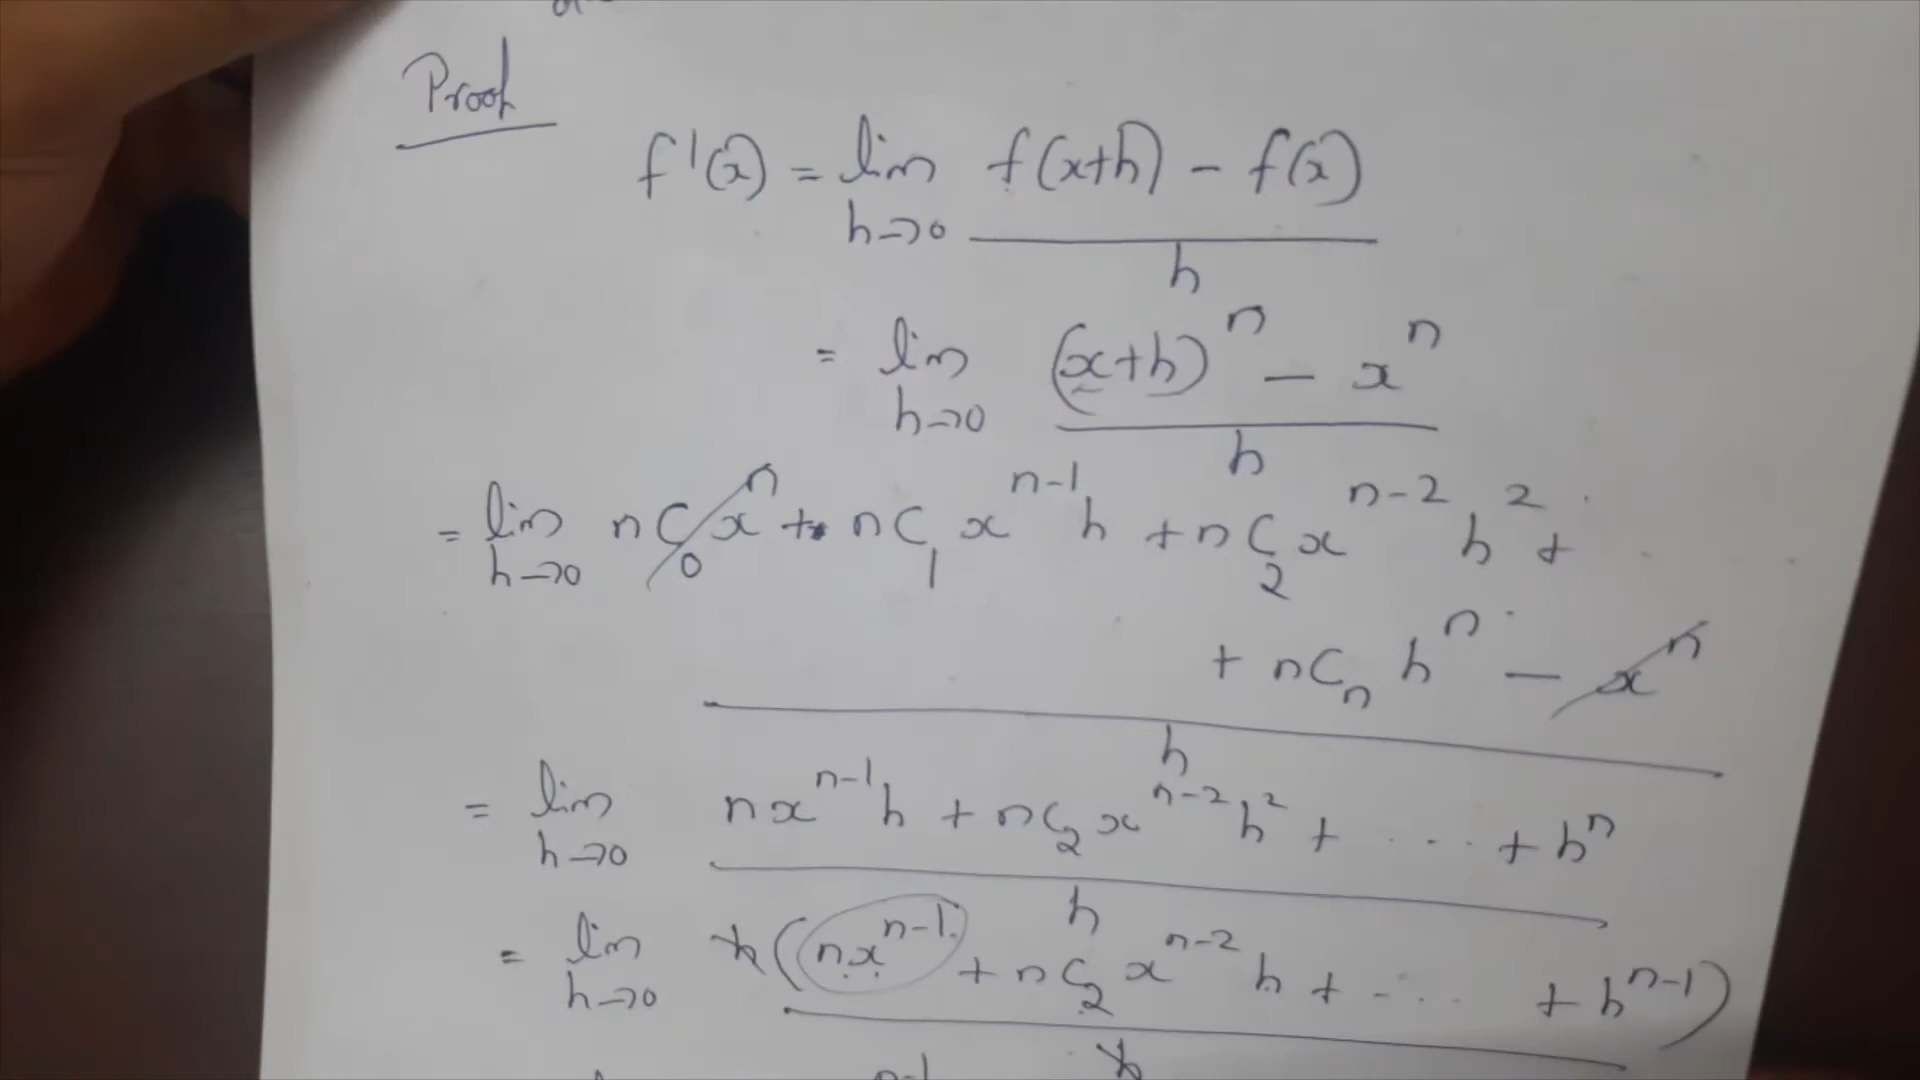 Proof
f'(x) = lim h→0 f(x+h) - f(x) / h
= lim h→0 (x+h)^n - x^n / h
= lim h→0 nC0 x^n + nC1 x^n-1 h + nC2 x^n-2 h^2 +
+ nCn h^n - x^n / h
= lim h→0 nx^n-1 h + nC2 x^n-2 h^2 + .... + h^n / h
= lim h→0 h(nx^n-1 + nC2 x^n-2 h + .... + h^n-1) / h
n-1